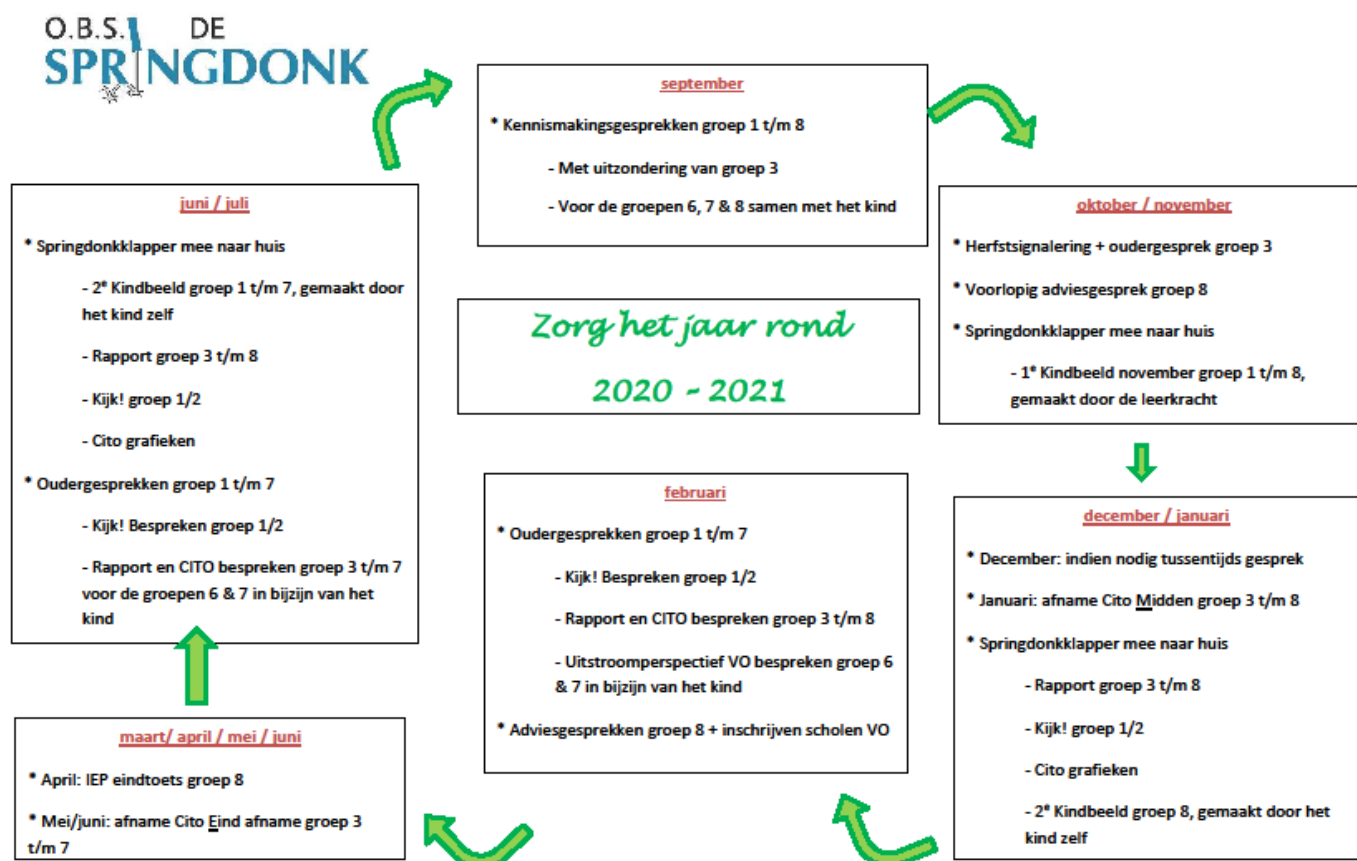 O.B.S. DE
SPRINGDONK
september
* Kennismakingsgesprekken groep 1 t/m 8
- Met uitzondering van groep 3
- Voor de groepen 6, 7 & 8 samen met het kind
oktober / november
* Herfstsignalering + oudergesprek groep 3
* Voorlopig adviesgesprek groep 8
* Springdonkklapper mee naar huis
- 1e Kindbeeld november groep 1 t/m 8,
gemaakt door de leerkracht
december / januari
* December: indien nodig tussentijds gesprek
* Januari: afname Cito Midden groep 3 t/m 8
* Springdonkklapper mee naar huis
- Rapport groep 3 t/m 8
- Kijk! groep 1/2
- Cito grafieken
- 2e Kindbeeld groep 8, gemaakt door het
kind zelf
februari
* Oudergesprekken groep 1 t/m 7
- Kijk! Bespreken groep 1/2
- Rapport en CITO bespreken groep 3 t/m 8
- Uitstroomperspectief VO bespreken groep 6
& 7 in bijzijn van het kind
* Adviesgesprekken groep 8 + inschrijven scholen VO
maart/ april / mei / juni
* April: IEP eindtoets groep 8
* Mei/juni: afname Cito Eind afname groep 3
t/m 7
juni / juli
* Springdonkklapper mee naar huis
- 2e Kindbeeld groep 1 t/m 7, gemaakt door
het kind zelf
- Rapport groep 3 t/m 8
- Kijk! groep 1/2
- Cito grafieken
* Oudergesprekken groep 1 t/m 7
- Kijk! Bespreken groep 1/2
- Rapport en CITO bespreken groep 3 t/m 7
voor de groepen 6 & 7 in bijzijn van het
kind
Zorg het jaar rond
2020 - 2021